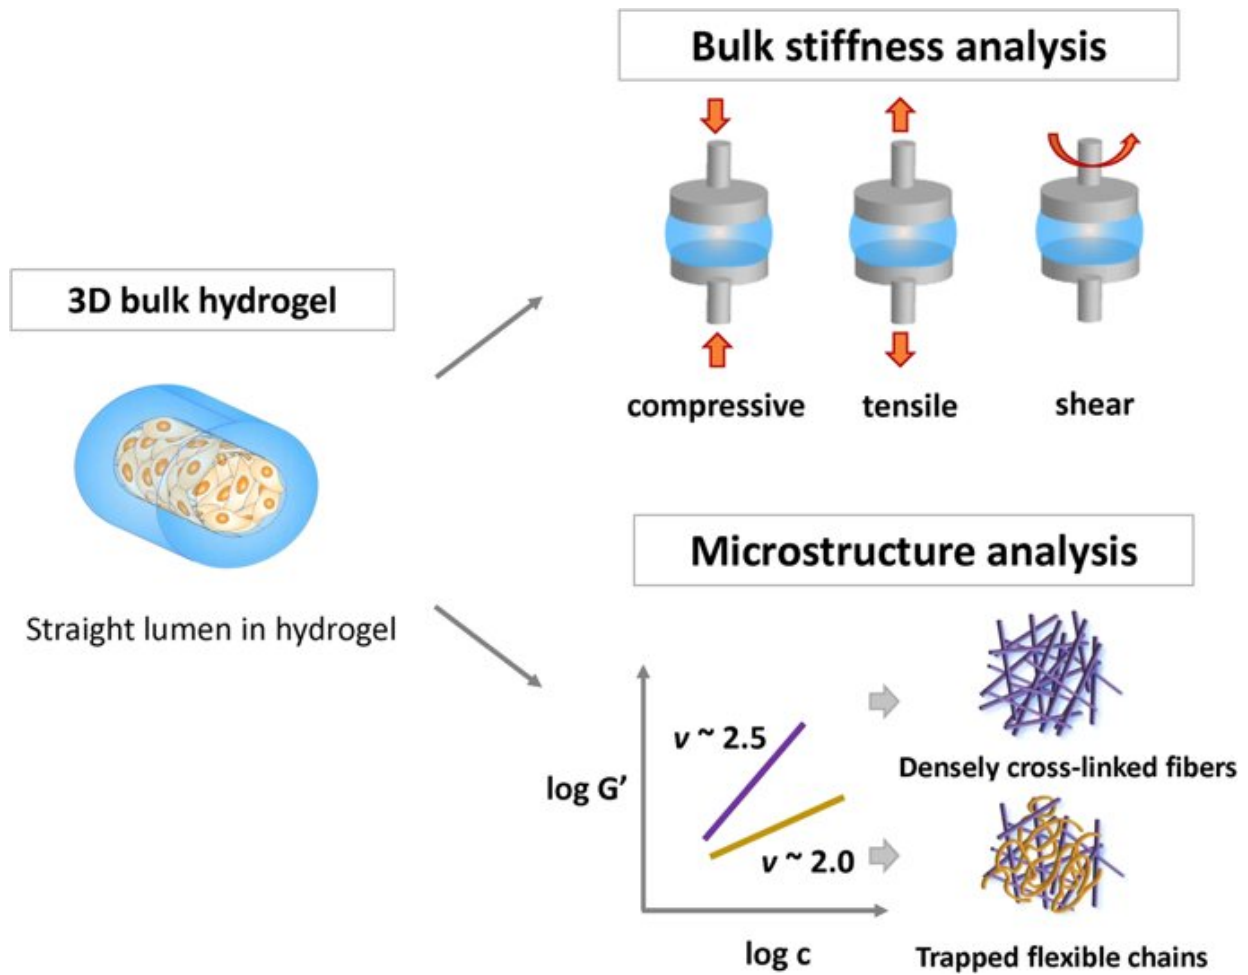 Bulk stiffness analysis
compressive
tensile
shear
3D bulk hydrogel
Straight lumen in hydrogel
Microstructure analysis
log G’
v ~ 2.5
v ~ 2.0
log c
Densely cross-linked fibers
Trapped flexible chains